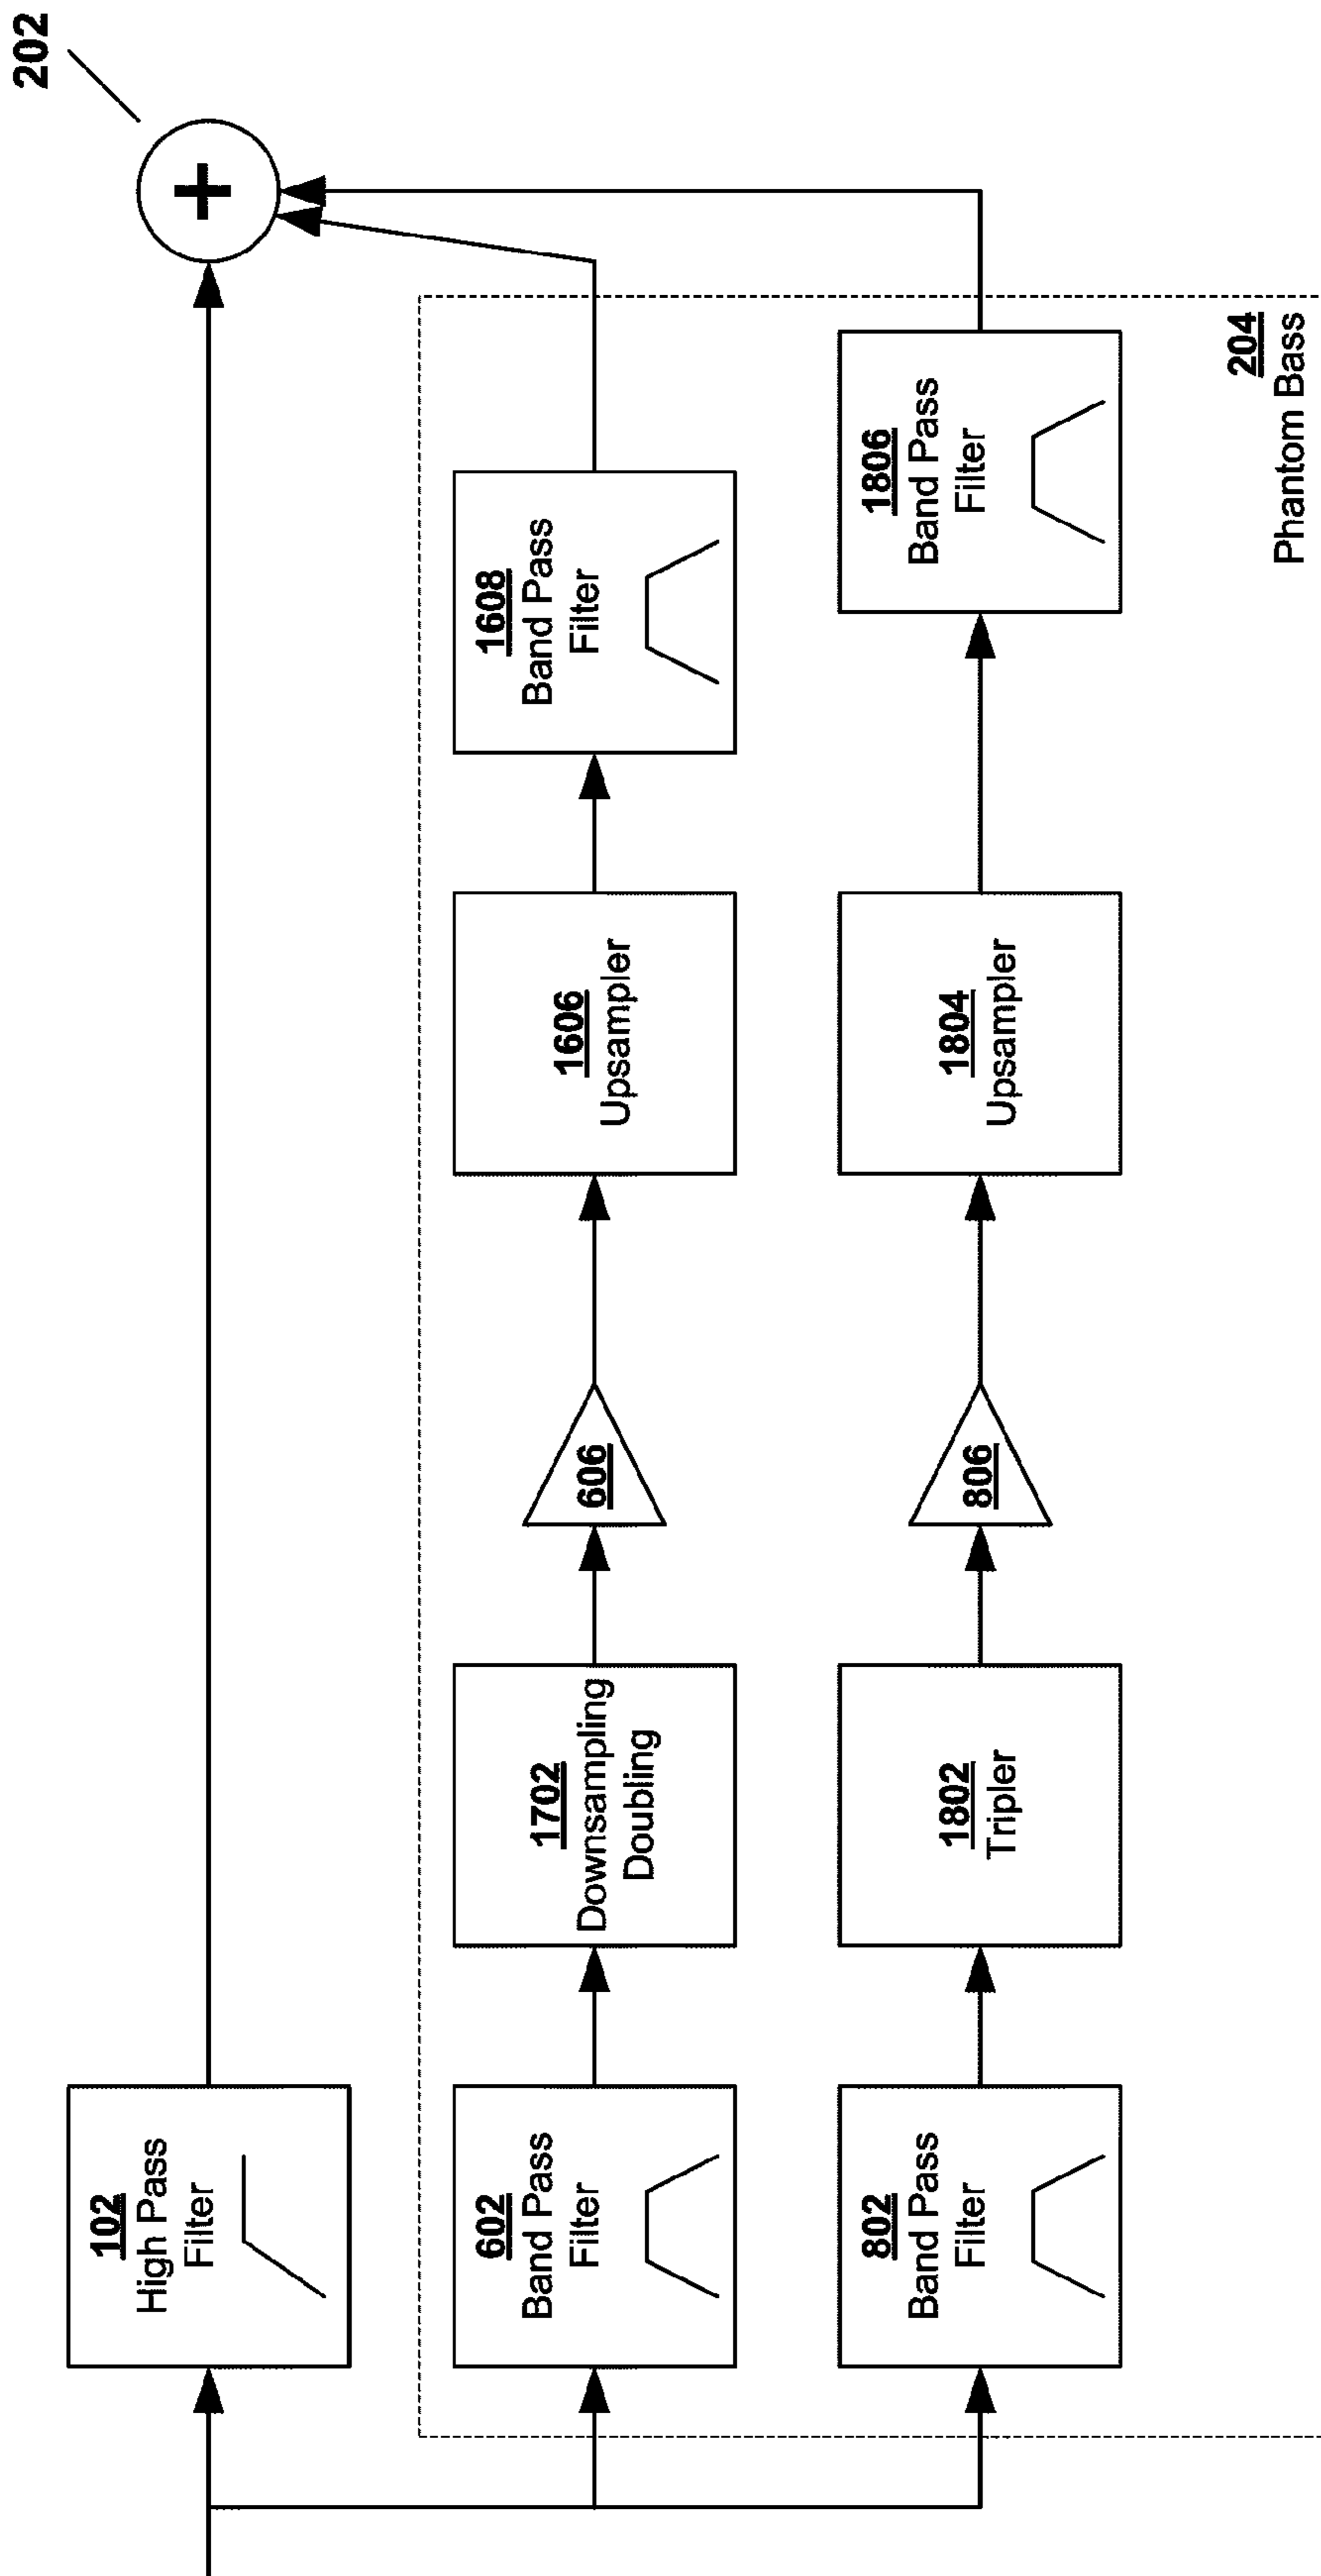 102
High Pass
Filter
202
+
602
Band Pass
Filter
1702
Downsampling
Doubling
606
1606
Upsampler
1608
Band Pass
Filter
802
Band Pass
Filter
1802
Tripler
806
1804
Upsampler
1806
Band Pass
Filter
204
Phantom Bass